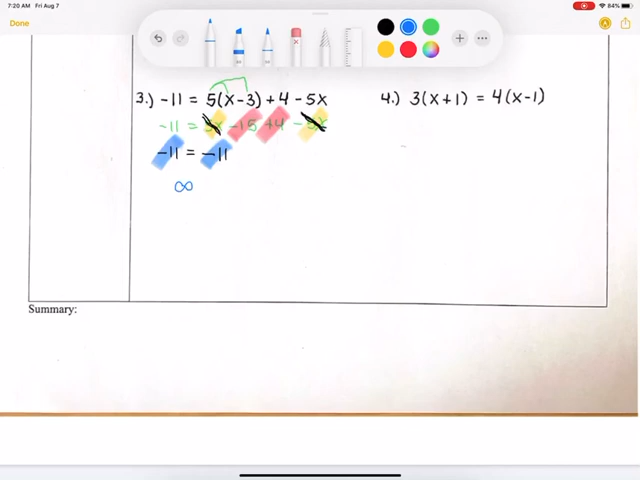 7:20 AM Fri Aug 7
84%
Done
3.) -11 = 5(x-3)+4-5x
-11 = 5x -15 +4 -5x
-11 = -11
∞
4.) 3(x+1) = 4(x-1)
Summary: